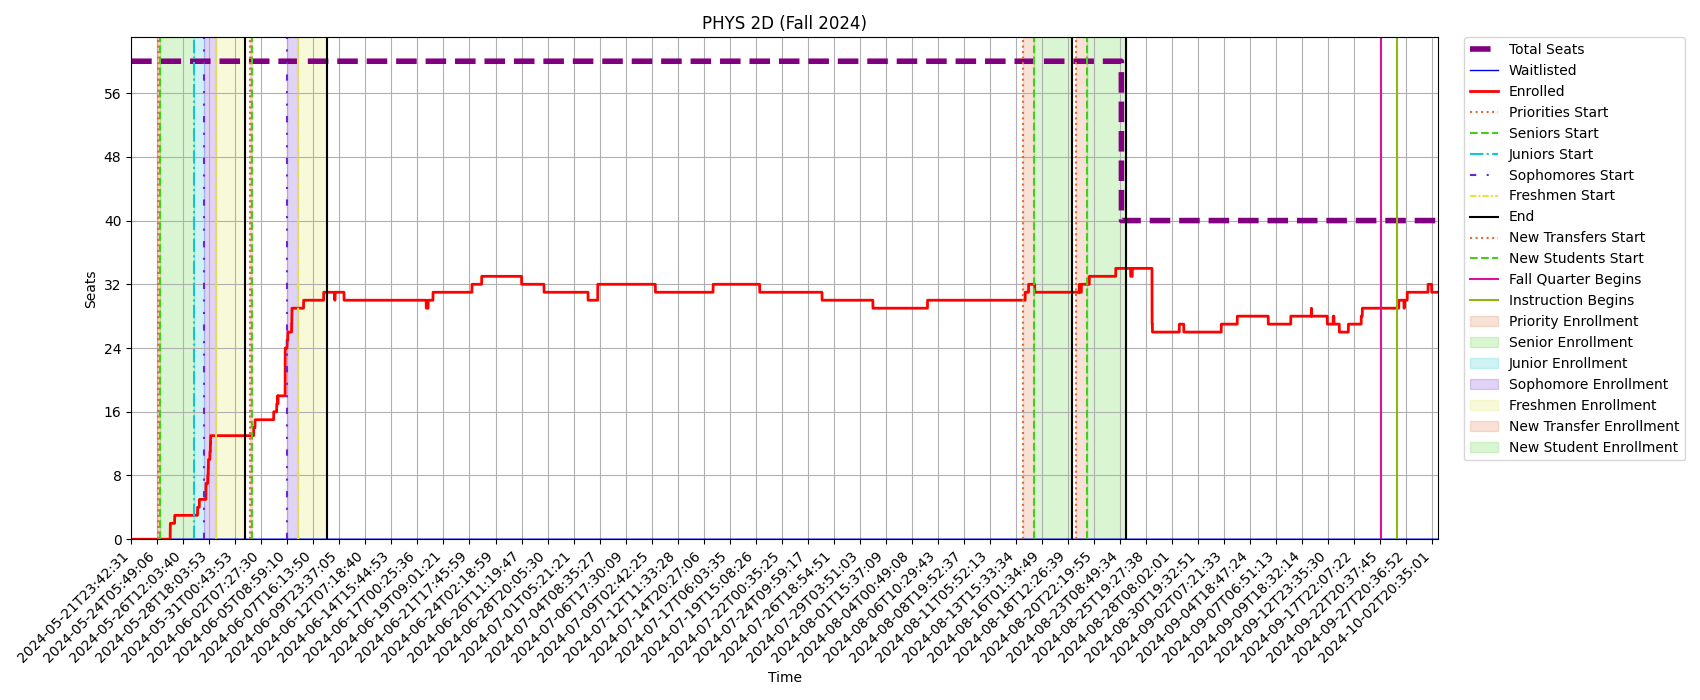 PHYS 2D (Fall 2024)
Seats
56
48
40
32
24
16
8
0
2024-05-21T23:42:31
2024-05-24T05:49:06
2024-05-26T12:03:40
2024-05-28T18:03:53
2024-05-31T00:43:53
2024-06-02T07:27:30
2024-06-05T08:59:10
2024-06-07T16:13:50
2024-06-09T23:37:05
2024-06-12T07:18:40
2024-06-14T15:44:53
2024-06-17T00:25:36
2024-06-19T09:01:21
2024-06-21T17:45:59
2024-06-24T02:18:59
2024-06-26T11:19:47
2024-06-28T20:05:30
2024-07-01T05:21:21
2024-07-04T08:35:27
2024-07-06T17:30:09
2024-07-09T02:42:25
2024-07-12T11:33:28
2024-07-14T20:27:06
2024-07-17T06:03:35
2024-07-19T15:08:26
2024-07-22T00:35:25
2024-07-24T09:59:17
2024-07-26T18:54:51
2024-07-29T03:51:03
2024-08-01T15:37:09
2024-08-04T00:49:08
2024-08-06T10:29:43
2024-08-08T19:52:37
2024-08-11T05:52:13
2024-08-13T15:33:34
2024-08-16T01:34:49
2024-08-18T12:26:39
2024-08-20T22:19:55
2024-08-23T08:49:34
2024-08-25T19:27:38
2024-08-28T08:02:01
2024-08-30T19:32:51
2024-09-02T07:21:33
2024-09-04T18:47:24
2024-09-07T06:51:13
2024-09-09T18:32:14
2024-09-12T23:35:30
2024-09-17T22:07:22
2024-09-22T20:37:45
2024-09-27T20:36:52
2024-10-02T20:35:01
Time
Total Seats
Waitlisted
Enrolled
Priorities Start
Seniors Start
Juniors Start
Sophomores Start
Freshmen Start
End
New Transfers Start
New Students Start
Fall Quarter Begins
Instruction Begins
Priority Enrollment
Senior Enrollment
Junior Enrollment
Sophomore Enrollment
Freshmen Enrollment
New Transfer Enrollment
New Student Enrollment